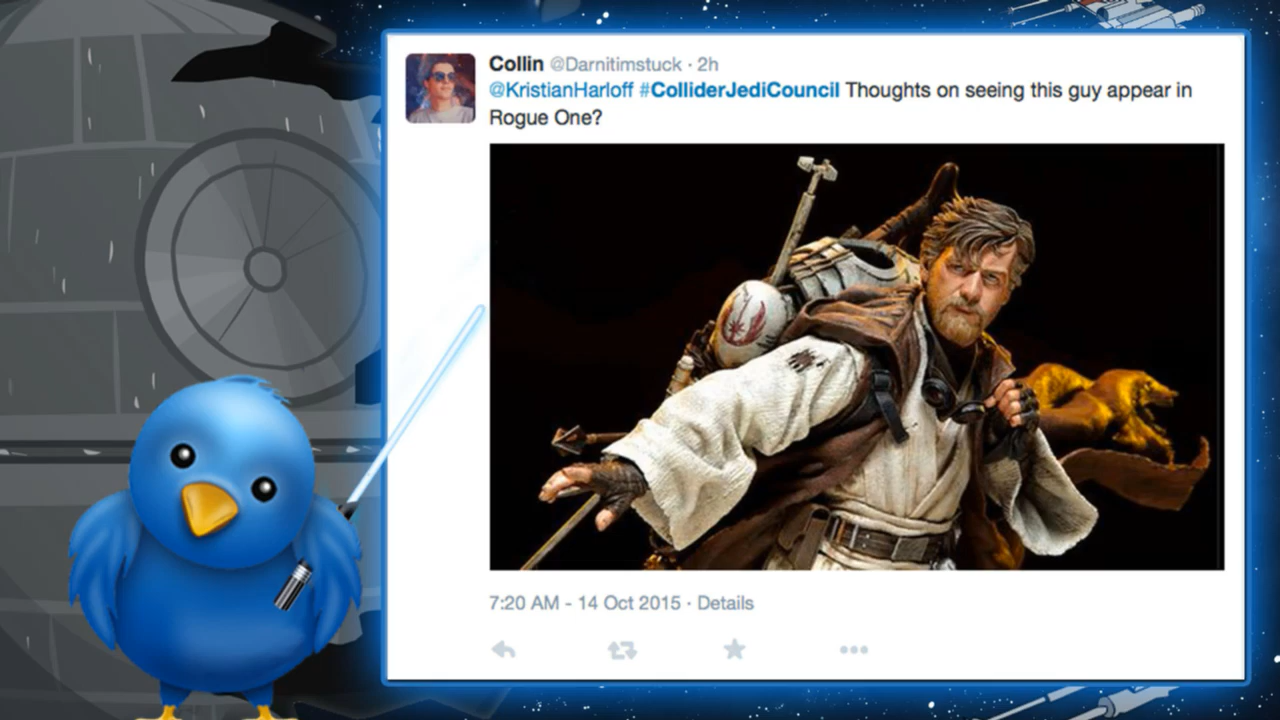 Collin @Darnitimstuck · 2h
@KristianHarloff #ColliderJediCouncil Thoughts on seeing this guy appear in
Rogue One?
7:20 AM - 14 Oct 2015 · Details